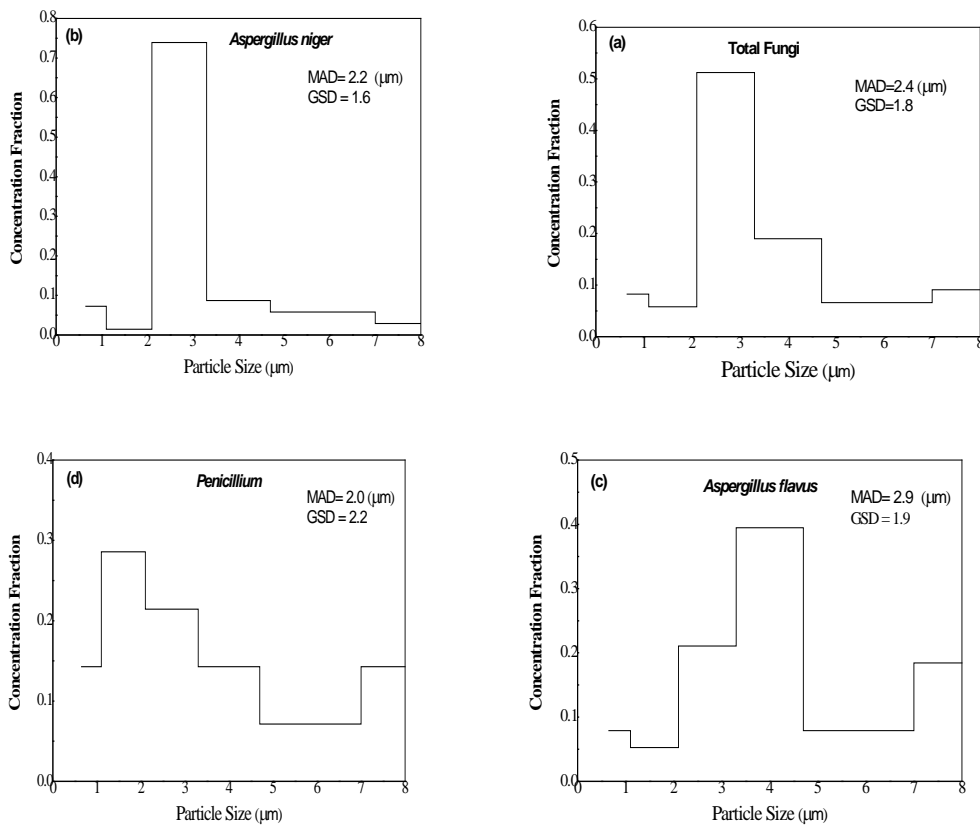 (b)
Aspergillus niger
MAD= 2.2 (µm)
GSD = 1.6
Concentration Fraction
0.8
0.7
0.6
0.5
0.4
0.3
0.2
0.1
0.0
0 1 2 3 4 5 6 7 8
Particle Size (µm)
(a)
Total Fungi
MAD=2.4 (µm)
GSD=1.8
Concentration Fraction
0.6
0.5
0.4
0.3
0.2
0.1
0.0
0 1 2 3 4 5 6 7 8
Particle Size (µm)
(d)
Penicillium
MAD= 2.0 (µm)
GSD= 2.2
Concentration Fraction
0.4
0.3
0.2
0.1
0.0
1 2 3 4 5 6 7 8
Particle Size (µm)
(c)
Aspergillus flavus
MAD= 2.9 (µm)
GSD = 1.9
Concentration Fraction
0.5
0.4
0.3
0.2
0.1
0.0
1 2 3 4 5 6 7 8
Particle Size (µm)